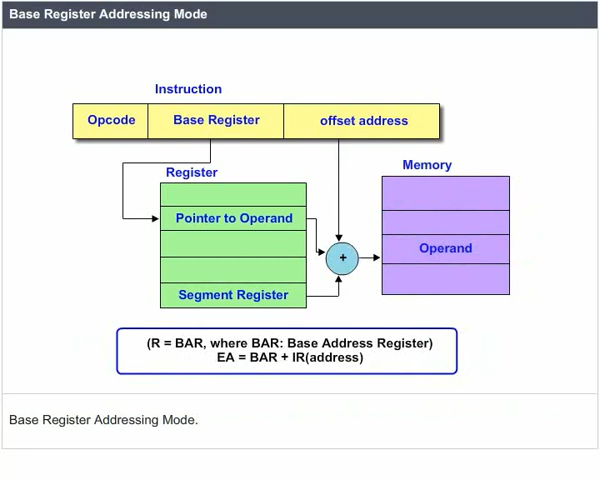 Base Register Addressing Mode
Instruction
Opcode Base Register offset address
Register
Memory
Pointer to Operand
+
Operand
Segment Register
(R = BAR, where BAR: Base Address Register)
EA = BAR + IR(address)
Base Register Addressing Mode.